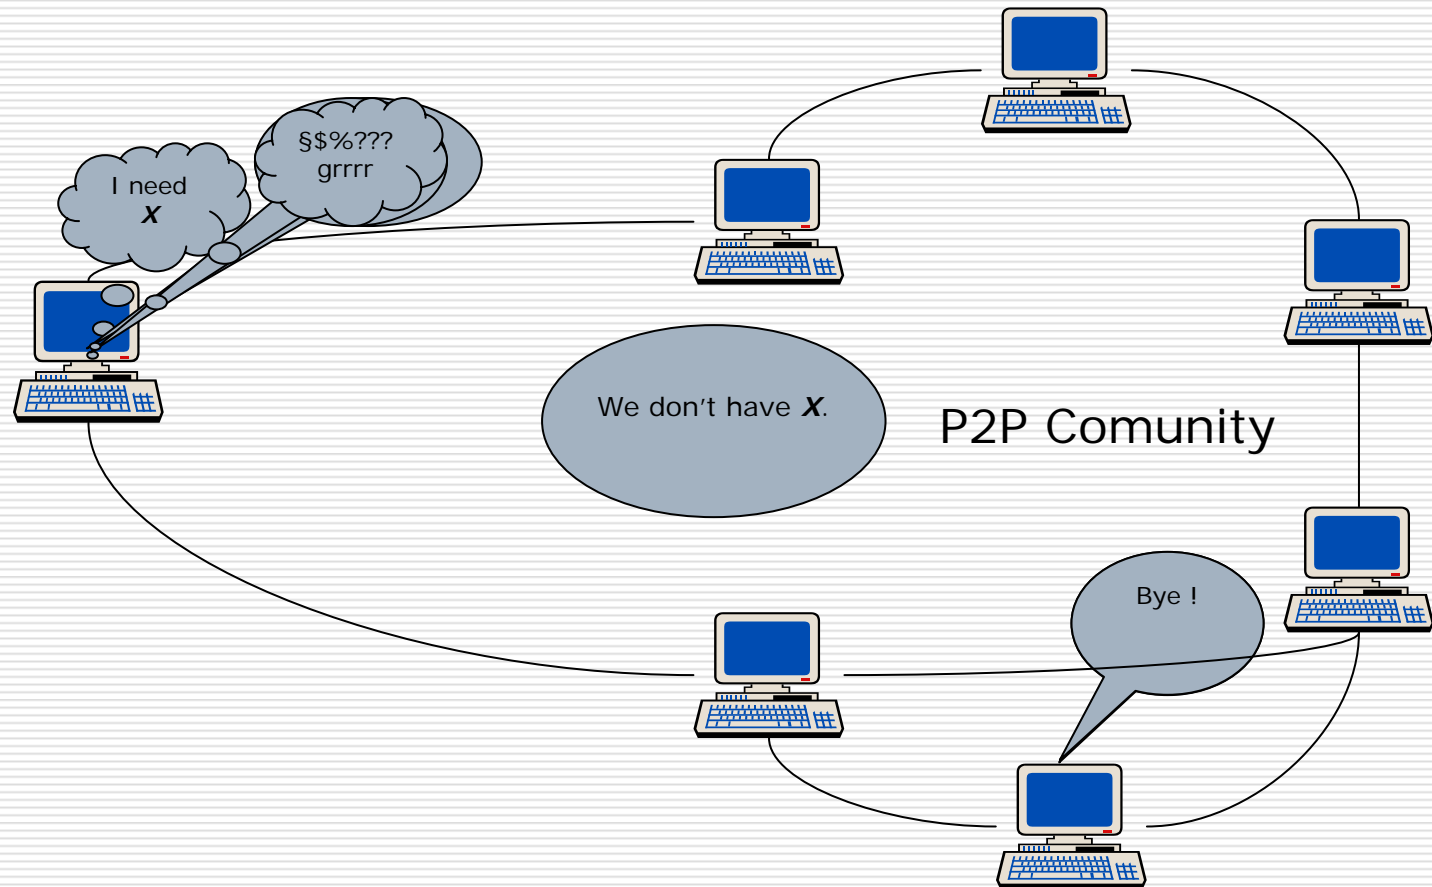 §$%???
grrrr
I need
X
We don't have X.
P2P Comunity
Bye !